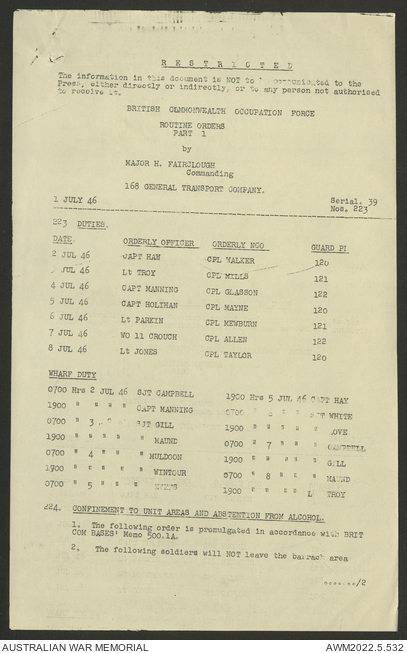 RESTRICTED
The information in this document is NOT to be communicated to the
Press, either directly or indirectly, or to any person not authorised
to receive it.
BRITISH COMMONWEALTH OCCUPATION FORCE
ROUTINE ORDERS
PART 1
by
MAJOR H. FAIRCLOUGH
Commanding
168 GENERAL TRANSPORT COMPANY.
1 JULY 46 Serial. 39
Nos. 223
223 DUTIES.
DATE. ORDERLY OFFICER ORDERLY NCO GUARD Pl
2 JUL 46 CAPT HAM CPL WALKER 120
JUL 46 Lt TROY CPL MILLS 121
4 JUL 46 CAPT MANNING CPL GLASSON 122
5 JUL 46 CAPT HOLIHAN CPL MAYNE 120
6 JUL 46 Lt PARKIN CPL MEWBURN 121
7 JUL 46 WO 11 CROUCH CPL ALLEN 122
8 JUL 46 Lt JONES CPL TAYLOR 120
WHARF DUTY
0700 Hrs 2 JUL 46 SJT CAMPBELL 1900 Hrs 5 JUL 46 CAPT HAY
1900 " " " " CAPT MANNING 0700 " " " SJT WHITE
0700 " 3 " " SJT GILL 1900 " " " "
1900 " " " " " MAUND 0700 " 7 " " " CAMPBELL
0700 " 4 " " " MULDOON 1900 " " " " " GILL
1900 " " " " " WINTOUR 0700 " 8 " " " MAUND
0700 " 5 " " " 1900 " " " " TROY
224. CONFINEMENT TO UNIT AREAS AND ABSTENTION FROM ALCOHOL.
1. The following order is promulgated in accordance with BRIT
COM BASES' Memo 500.1A.
2. The following soldiers will NOT leave the barrack area
......./2
AUSTRALIAN WAR MEMORIAL AWM2022.5.532